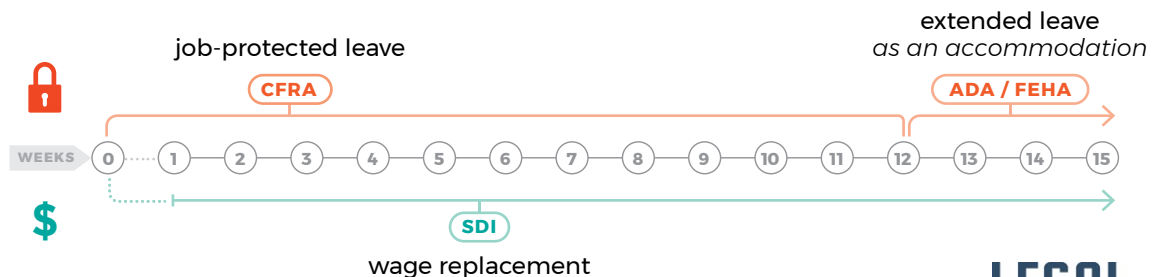 extended leave
job-protected leave
as an accommodation
CFRA
ADA / FEHA
WEEKS 0 1 2 3 4 5 6 7 8 9 10 11 12 13 14 15
$
SDI
wage replacement
LEGAL